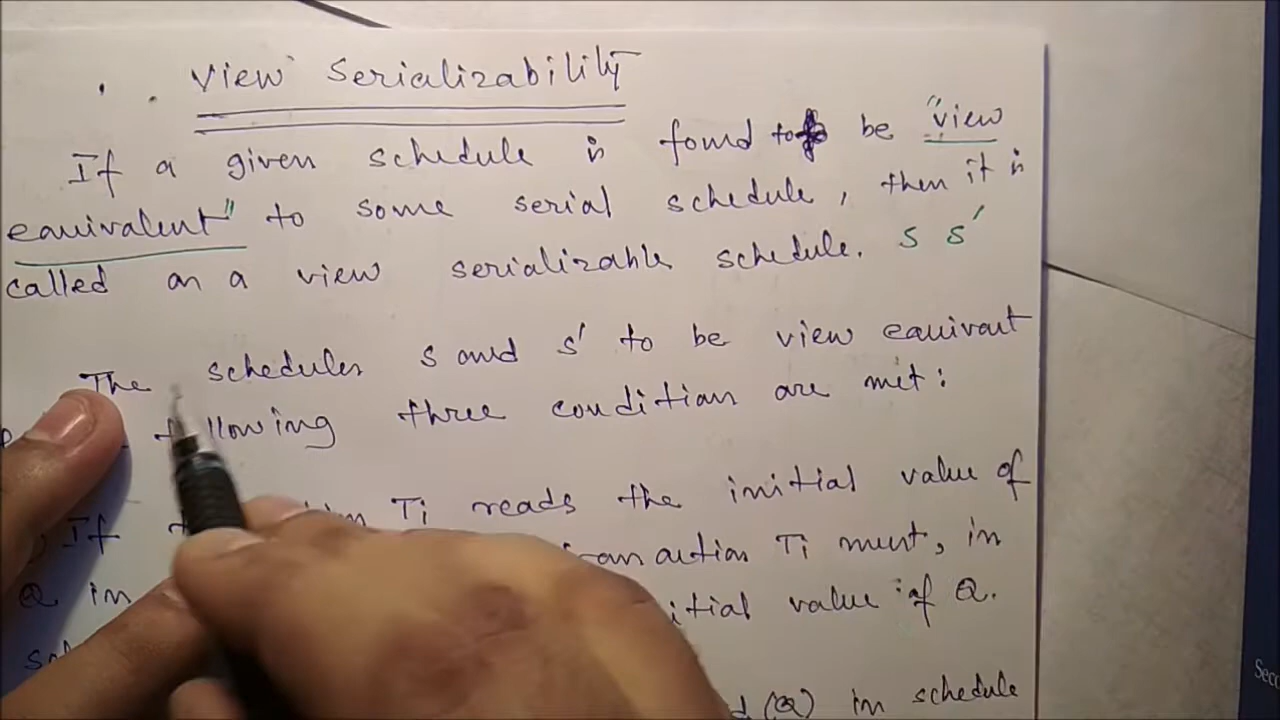 View Serializability
If a given schedule is found to be "view
equivalent" to some serial schedule, then it is
called as a view serializable schedule. S S'
The schedules S and S' to be view equivant
following three condition are met:
If Ti reads the initial value of
Q in Ti must, in
initial value of Q.
(Q) in schedule